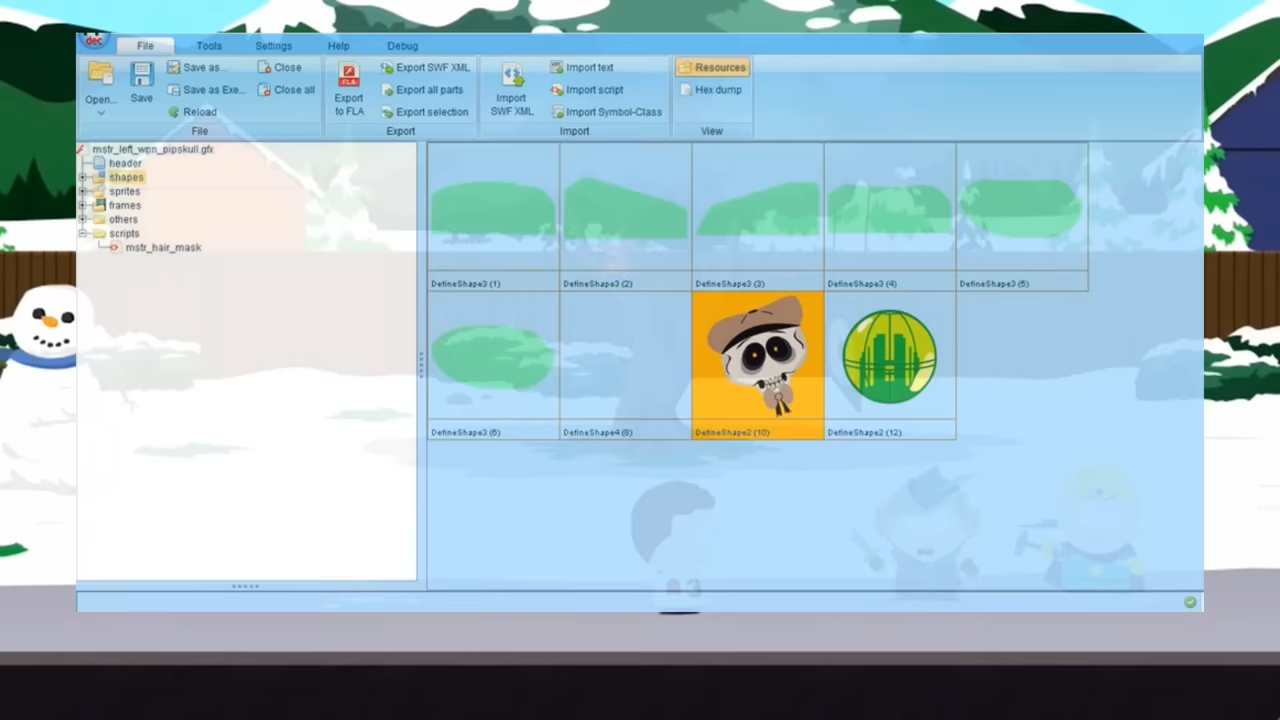 dec
File Tools Settings Help Debug
Open... Save Save as... Save as Exe... Reload Close Close all
File
Export to FLA Export SWF XML Export all parts Export selection
Export
Import SWF XML Import text Import script Import Symbol-Class
Import
Resources Hex dump
View
mstr_left_wpn_pipskull.gfx
header
shapes
sprites
frames
others
scripts
mstr_hair_mask
DefineShape3 (1) DefineShape3 (2) DefineShape3 (3) DefineShape3 (4) DefineShape3 (5)
DefineShape3 (6) DefineShape4 (8) DefineShape2 (10) DefineShape2 (12)
3